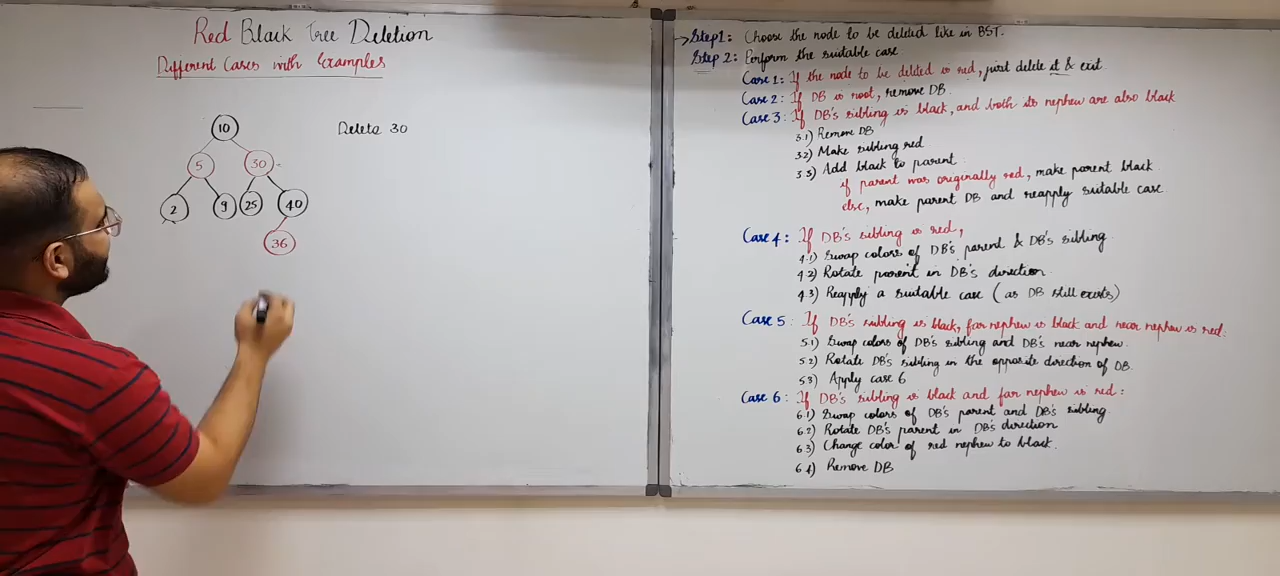 Red Black Tree Deletion
Different Cases with Examples
10
Delete 30
5 30
2 9 25 40
36
→Step1: Choose the node to be deleted like in BST.
Step 2: Perform the suitable case.
Case 1: If the node to be deleted is red, just delete it & exit
Case 2: If DB is root, remove DB.
Case 3: If DB's sibling is black, and both its nephew are also black
3.1) Remove DB
3.2) Make sibling red
3.3) Add black to parent.
if parent was originally red, make parent black
else, make parent DB and reapply suitable case
Case 4: If DB's sibling is red,
4.1) Swap colors of DB's parent & DB's sibling
4.2) Rotate parent in DB's direction
4.3) Reapply a suitable case (as DB still exists)
Case 5: If DB's sibling is black, far nephew is black and near nephew is red:
5.1) Swap colors of DB's sibling and DB's near nephew.
5.2) Rotate DB's sibling in the opposite direction of DB.
5.3) Apply case 6
Case 6: If DB's sibling is black and far nephew is red:
6.1) Swap colors of DB's parent and DB's sibling
6.2) Rotate DB's parent in DB's direction
6.3) Change color of red nephew to black.
6.4) Remove DB